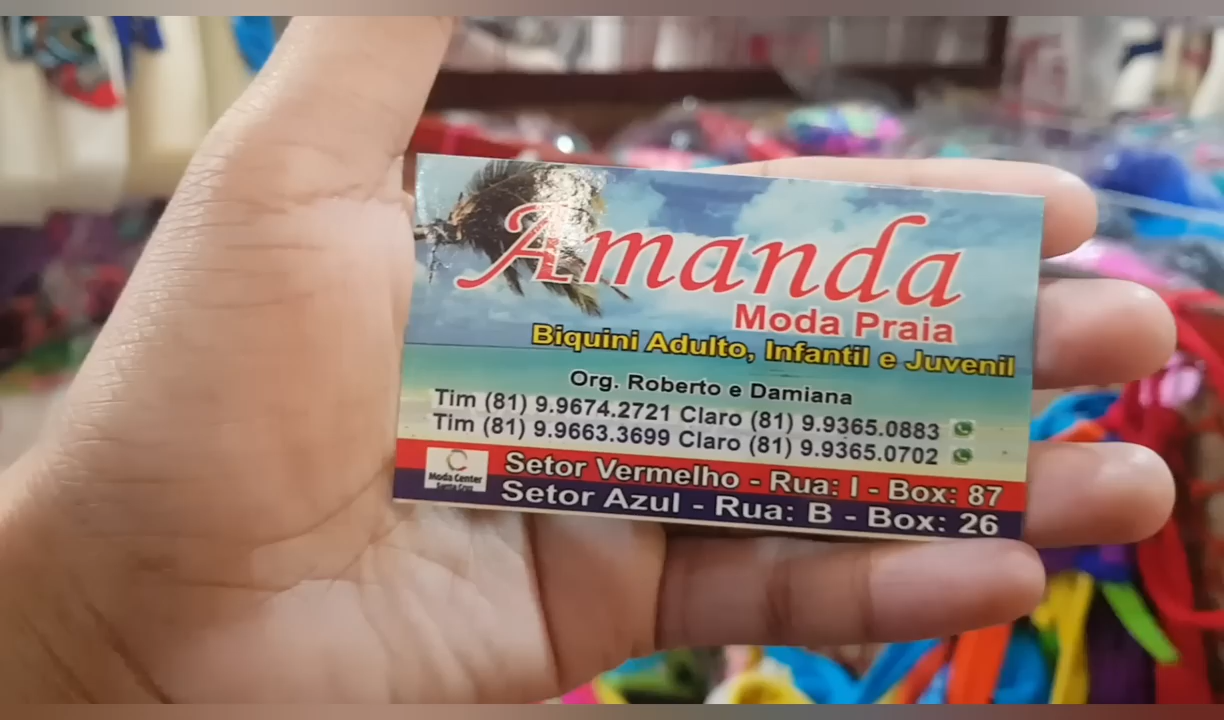 Amanda
Moda Praia
Biquini Adulto, Infantil e Juvenil
Org. Roberto e Damiana
Tim (81) 9.9674.2721 Claro (81) 9.9365.0883
Tim (81) 9.9663.3699 Claro (81) 9.9365.0702
Moda Center
Santa Cruz
Setor Vermelho - Rua: I - Box: 87
Setor Azul - Rua: B - Box: 26